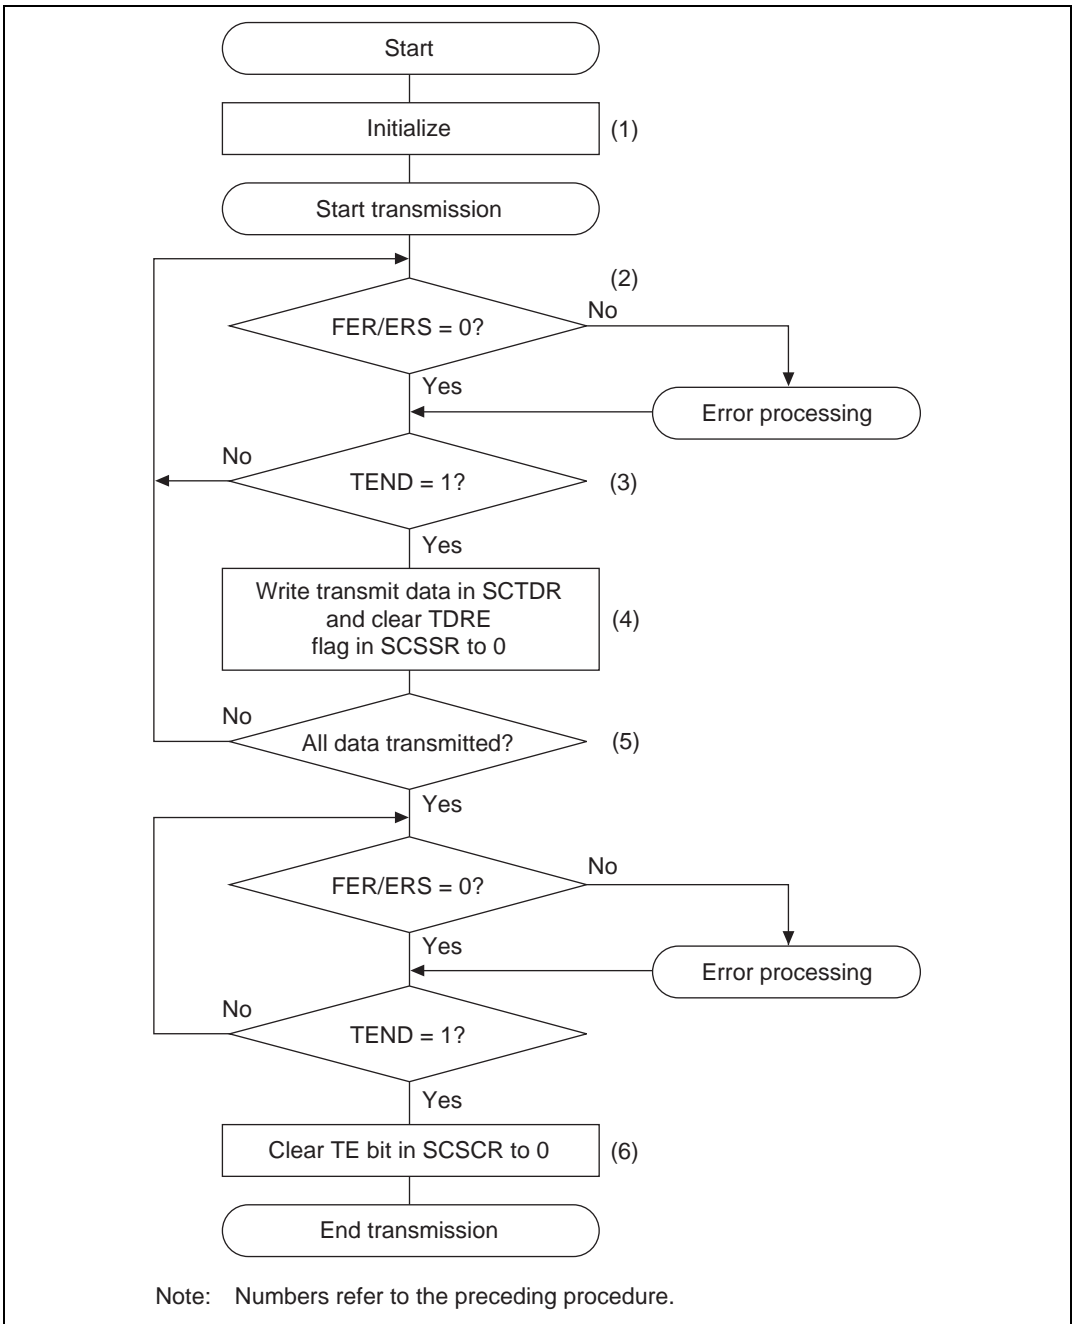 Start
Initialize
(1)
Start transmission
(2)
FER/ERS = 0?
No
Yes
Error processing
No
TEND = 1?
(3)
Yes
Write transmit data in SCTDR
and clear TDRE
flag in SCSSR to 0
(4)
No
All data transmitted?
(5)
Yes
FER/ERS = 0?
No
Yes
Error processing
No
TEND = 1?
Yes
Clear TE bit in SCSCR to 0
(6)
End transmission
Note: Numbers refer to the preceding procedure.